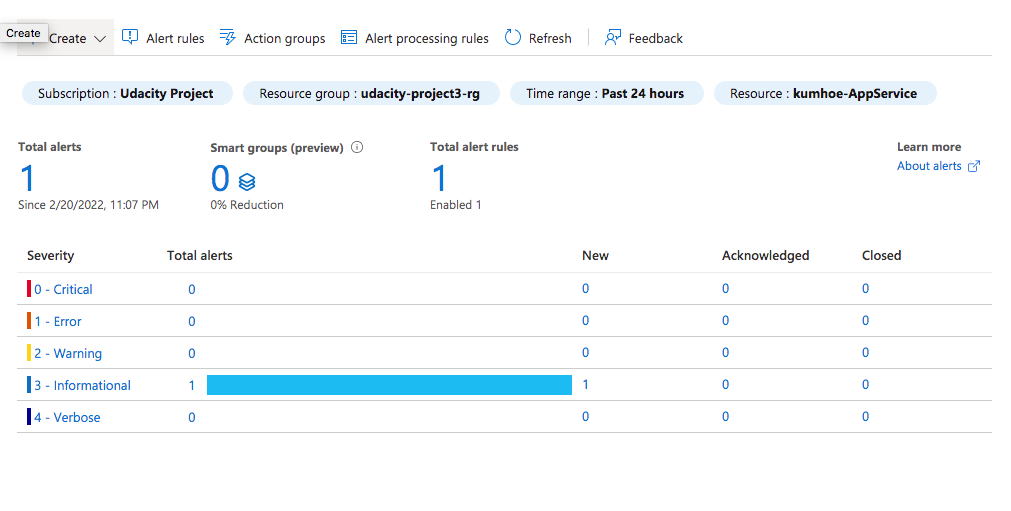 Create
Create Alert rules Action groups Alert processing rules Refresh Feedback
Subscription : Udacity Project Resource group : udacity-project3-rg Time range : Past 24 hours Resource : kumhoe-AppService
Total alerts Smart groups (preview) Total alert rules Learn more
1 0 1 About alerts
Since 2/20/2022, 11:07 PM 0% Reduction Enabled 1
Severity Total alerts New Acknowledged Closed
0 - Critical 0 0 0 0
1 - Error 0 0 0 0
2 - Warning 0 0 0 0
3 - Informational 1 1 0 0
4 - Verbose 0 0 0 0